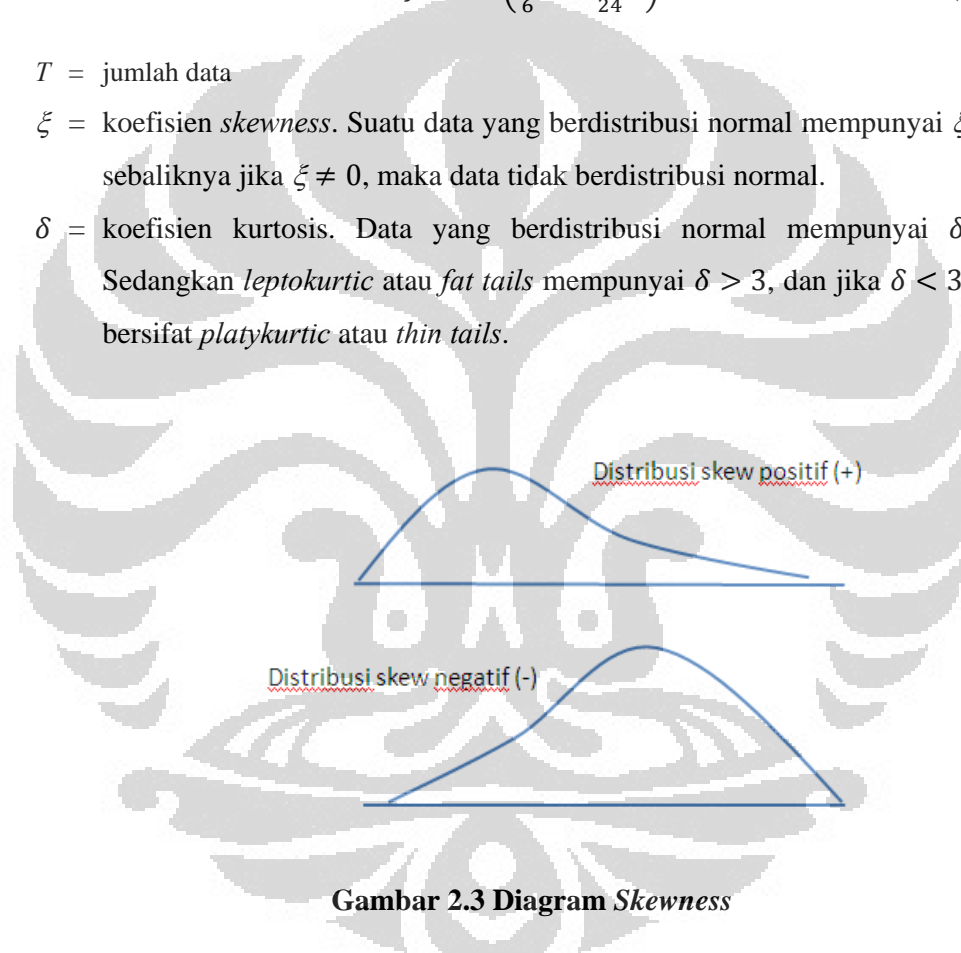 ( 6 24 )
T = jumlah data
ξ = koefisien skewness. Suatu data yang berdistribusi normal mempunyai ξ
sebaliknya jika ξ ≠ 0, maka data tidak berdistribusi normal.
δ = koefisien kurtosis. Data yang berdistribusi normal mempunyai δ
Sedangkan leptokurtic atau fat tails mempunyai δ > 3, dan jika δ < 3
bersifat platykurtic atau thin tails.
Distribusi skew positif (+)
Distribusi skew negatif (-)
Gambar 2.3 Diagram Skewness